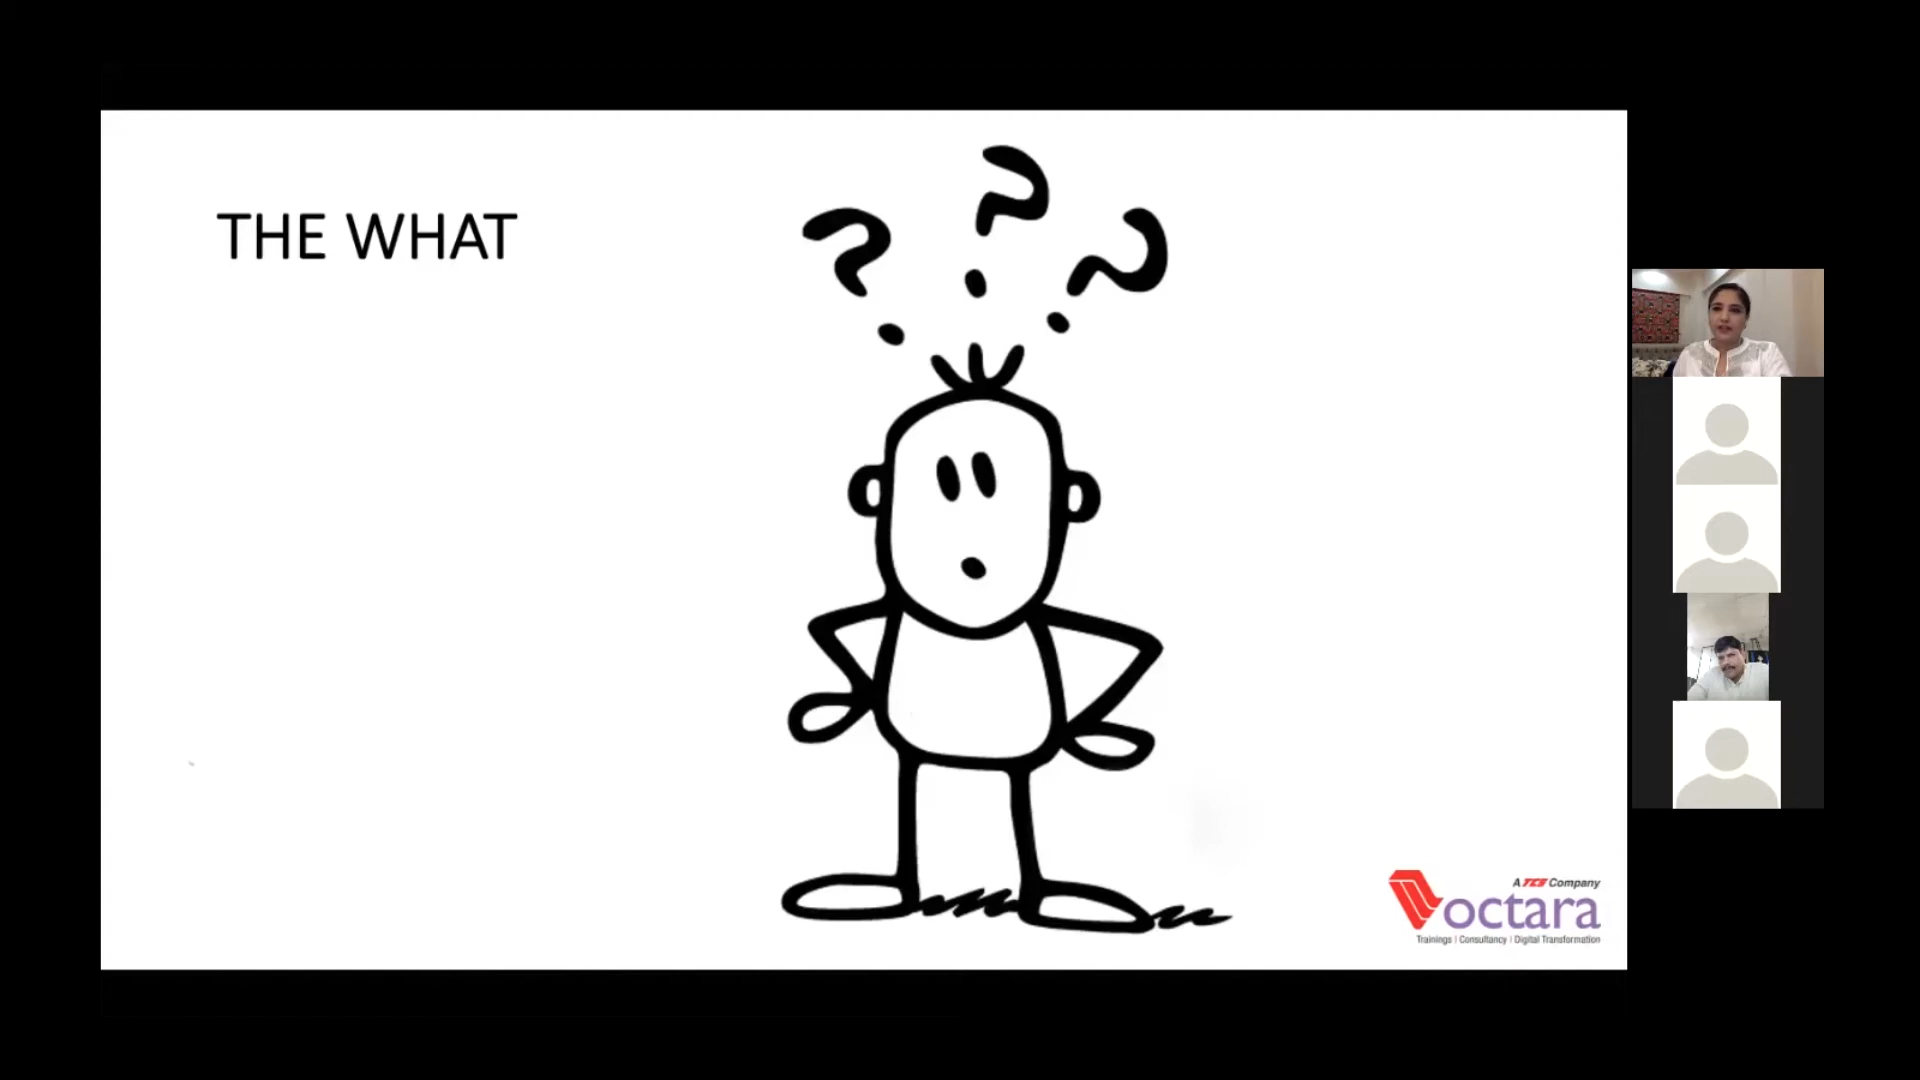 THE WHAT
? ? ?
A TCS Company
octara
Trainings | Consultancy | Digital Transformation